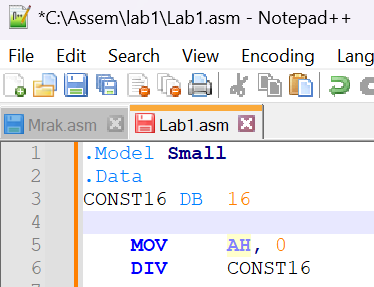 *C:\Assem\lab1\Lab1.asm - Notepad++
File Edit Search View Encoding Lang
Mrak.asm Lab1.asm
1 .Model Small
2 .Data
3 CONST16 DB 16
4
5 MOV AH, 0
6 DIV CONST16